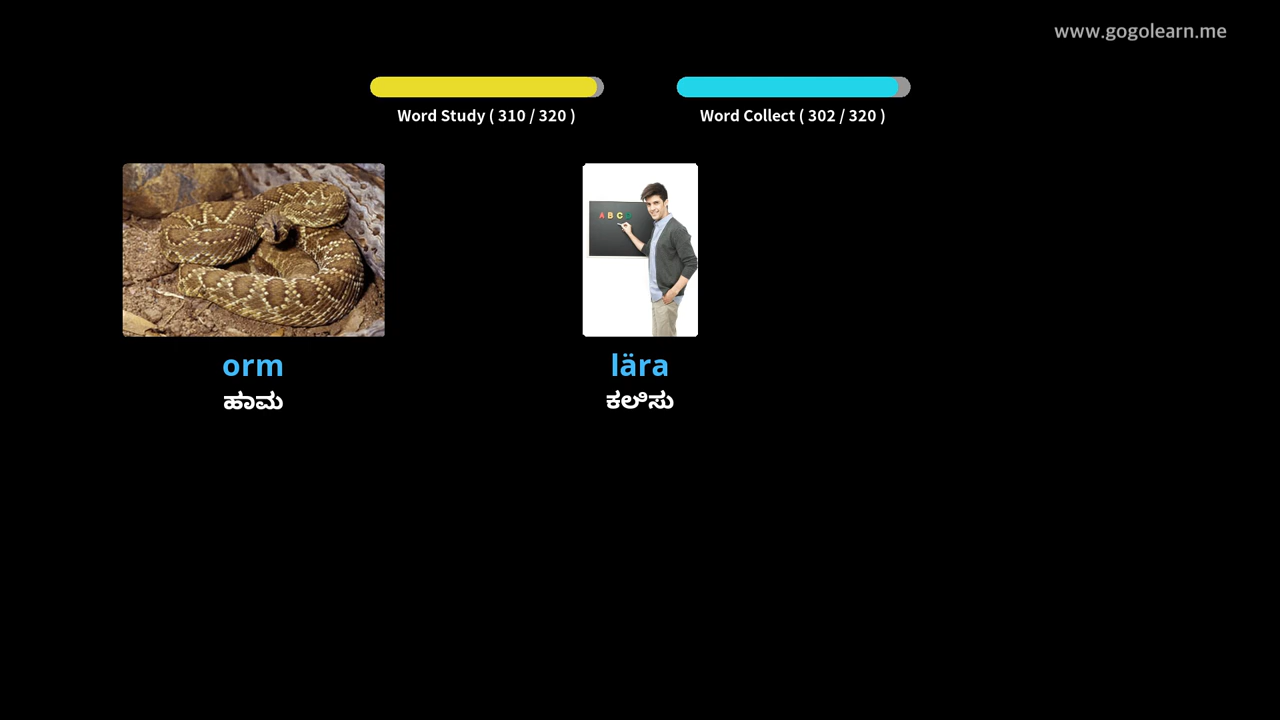 www.gogolearn.me
Word Study ( 310 / 320 )
Word Collect ( 302 / 320 )
A B C
orm
ಹಾವು
lära
ಕಲಿಸು